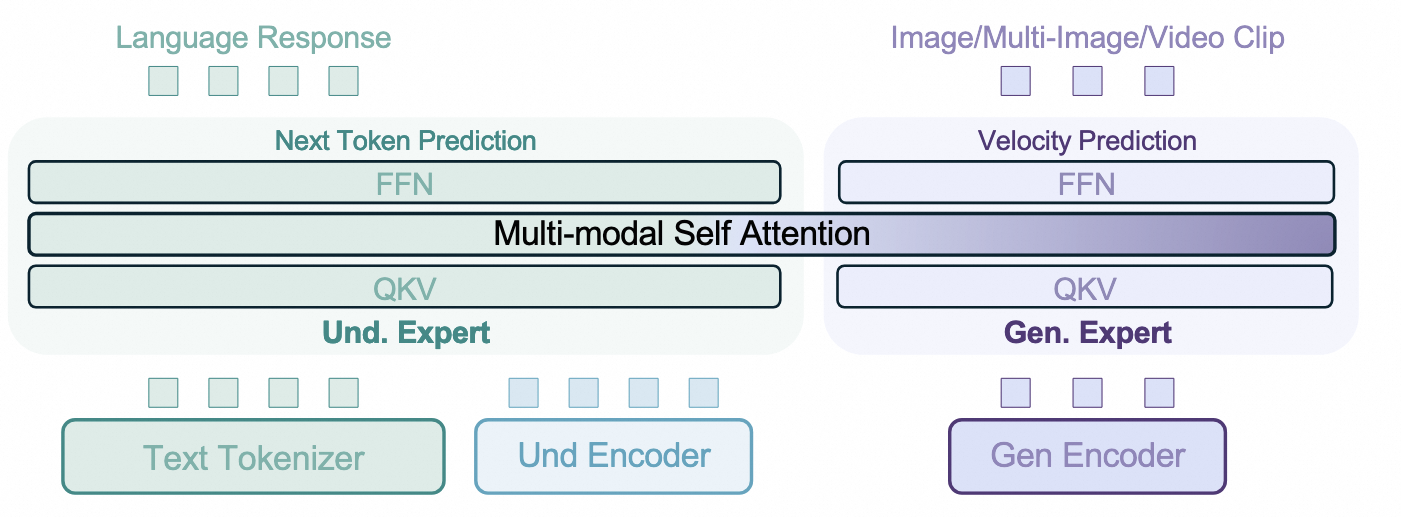 Language Response
Image/Multi-Image/Video Clip
Next Token Prediction
Velocity Prediction
FFN
FFN
Multi-modal Self Attention
QKV
QKV
Und. Expert
Gen. Expert
Text Tokenizer
Und Encoder
Gen Encoder